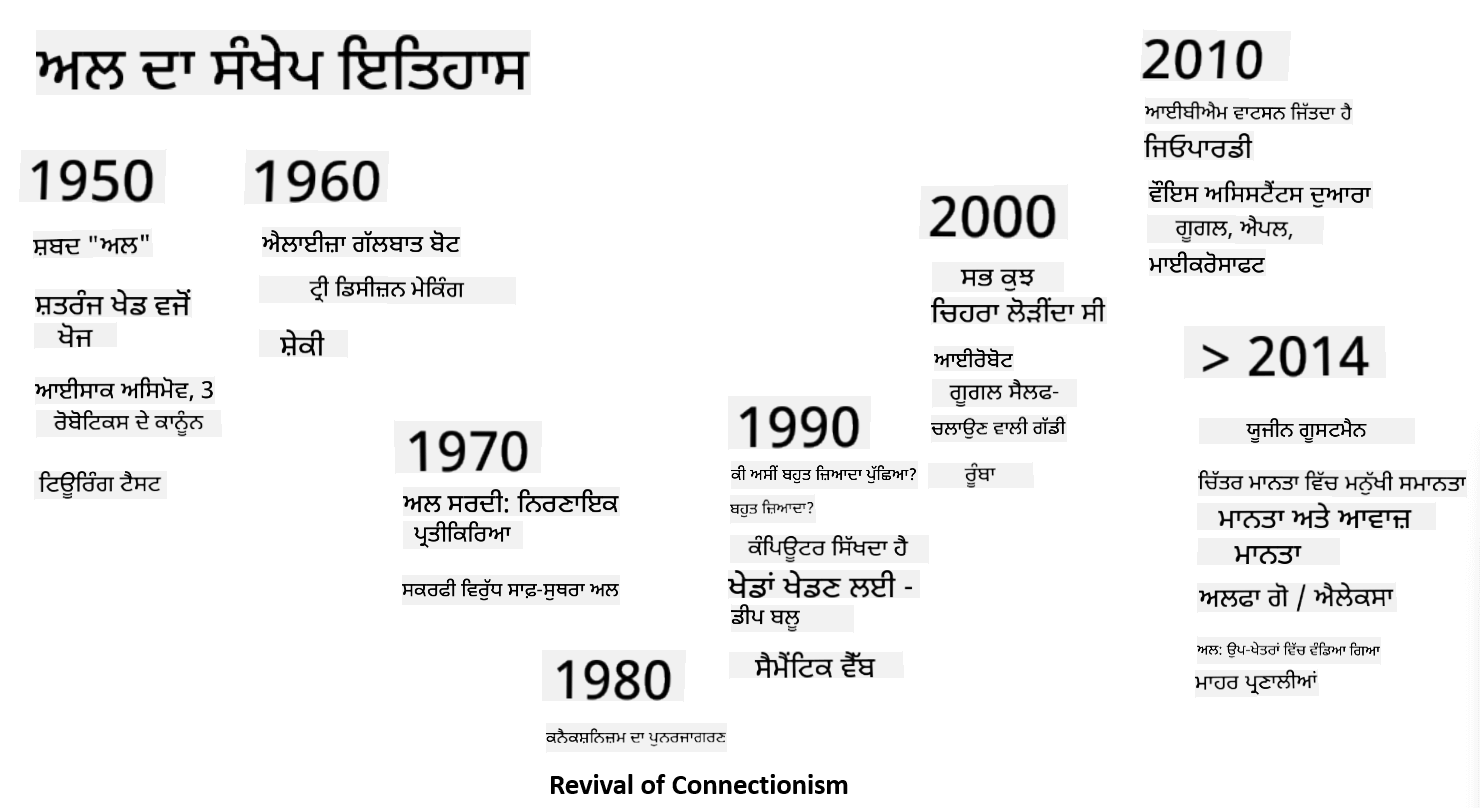 ਅਲ ਦਾ ਸੰਖੇਪ ਇਤਿਹਾਸ
1950
ਸ਼ਬਦ "ਅਲ"
ਸ਼ਤਰੰਜ ਖੇਡ ਵਜੋਂ
ਖੋਜ
ਆਈਸਾਕ ਅਸਿਮੋਵ, 3
ਰੋਬੋਟਿਕਸ ਦੇ ਕਾਨੂੰਨ
ਟਿਊਰਿੰਗ ਟੈਸਟ
1960
ਐਲਾਈਜ਼ਾ ਗੱਲਬਾਤ ਬੋਟ
ਟ੍ਰੀ ਡਿਸੀਜ਼ਨ ਮੇਕਿੰਗ
ਸ਼ੇਕੀ
1970
ਅਲ ਸਰਦੀ: ਨਿਰਣਾਇਕ
ਪ੍ਰਤੀਕਿਰਿਆ
ਸਕਰਫੀ ਵਿਰੁੱਧ ਸਾਫ਼-ਸੁਥਰਾ ਅਲ
1980
ਕਨੈਕਸ਼ਨਿਜ਼ਮ ਦਾ ਪੁਨਰਜਾਗਰਣ
Revival of Connectionism
1990
ਕੀ ਅਸੀਂ ਬਹੁਤ ਜ਼ਿਆਦਾ ਪੁੱਛਿਆ?
ਬਹੁਤ ਜ਼ਿਆਦਾ?
ਕੰਪਿਊਟਰ ਸਿੱਖਦਾ ਹੈ
ਖੇਡਾਂ ਖੇਡਣ ਲਈ -
ਡੀਪ ਬਲੂ
ਸੈਮੈਂਟਿਕ ਵੈੱਬ
2000
ਸਭ ਕੁਝ
ਚਿਹਰਾ ਲੋੜੀਂਦਾ ਸੀ
ਆਈਰੋਬੋਟ
ਗੂਗਲ ਸੈਲਫ-
ਚਲਾਉਣ ਵਾਲੀ ਗੱਡੀ
ਰੂੰਬਾ
2010
ਆਈਬੀਐਮ ਵਾਟਸਨ ਜਿੱਤਦਾ ਹੈ
ਜਿਓਪਾਰਡੀ
ਵੌਇਸ ਅਸਿਸਟੈਂਟਸ ਦੁਆਰਾ
ਗੂਗਲ, ਐਪਲ,
ਮਾਈਕਰੋਸਾਫਟ
> 2014
ਯੂਜੀਨ ਗੂਸਟਮੈਨ
ਚਿੱਤਰ ਮਾਨਤਾ ਵਿੱਚ ਮਨੁੱਖੀ ਸਮਾਨਤਾ
ਮਾਨਤਾ ਅਤੇ ਆਵਾਜ਼
ਮਾਨਤਾ
ਅਲਫਾ ਗੋ / ਐਲੇਕਸਾ
ਅਲ: ਉਪ-ਖੇਤਰਾਂ ਵਿੱਚ ਵੰਡਿਆ ਗਿਆ
ਮਾਹਰ ਪ੍ਰਣਾਲੀਆਂ